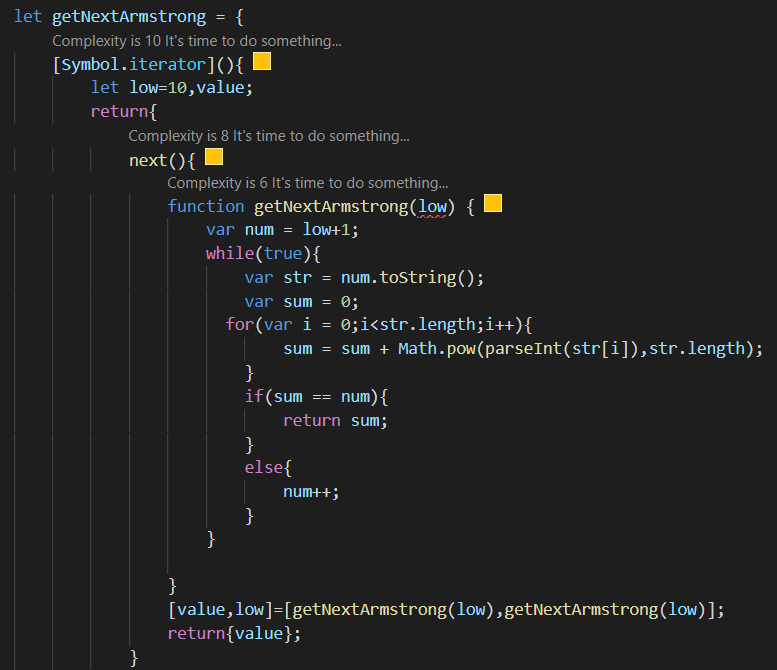 let getNextArmstrong = {
Complexity is 10 It's time to do something...
[Symbol.iterator](){
let low=10,value;
return{
Complexity is 8 It's time to do something...
next(){
Complexity is 6 It's time to do something...
function getNextArmstrong(low) {
var num = low+1;
while(true){
var str = num.toString();
var sum = 0;
for(var i = 0;i<str.length;i++){
sum = sum + Math.pow(parseInt(str[i]),str.length);
}
if(sum == num){
return sum;
}
else{
num++;
}
}
}
[value,low]=[getNextArmstrong(low),getNextArmstrong(low)];
return{value};
}